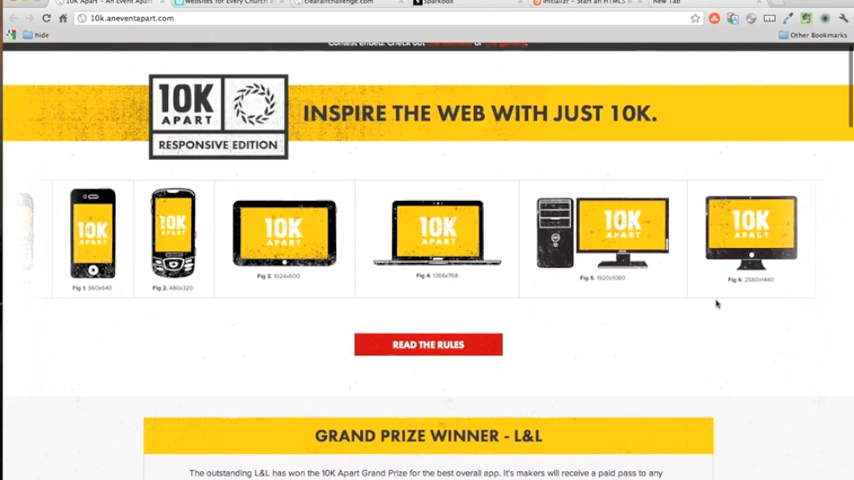 10K Apart - An Event Apart
Websites for Every Church
clearairchallenge.com
Sparkbox
Initializr - Start an HTML5
New Tab
10k.aneventapart.com
hide
Other Bookmarks
Contest ended. Check out
10K
APART
RESPONSIVE EDITION
INSPIRE THE WEB WITH JUST 10K.
10K
APART
10K
APART
10K
APART
10K
APART
10K
APART
10K
APART
Fig 1. 960x640
Fig 2. 480x320
Fig 3. 1024x600
Fig 4. 1366x768
Fig 5. 1920x1080
Fig 6. 2560x1440
READ THE RULES
GRAND PRIZE WINNER - L&L
The outstanding L&L has won the 10K Apart Grand Prize for the best overall app. It's makers will receive a paid pass to any